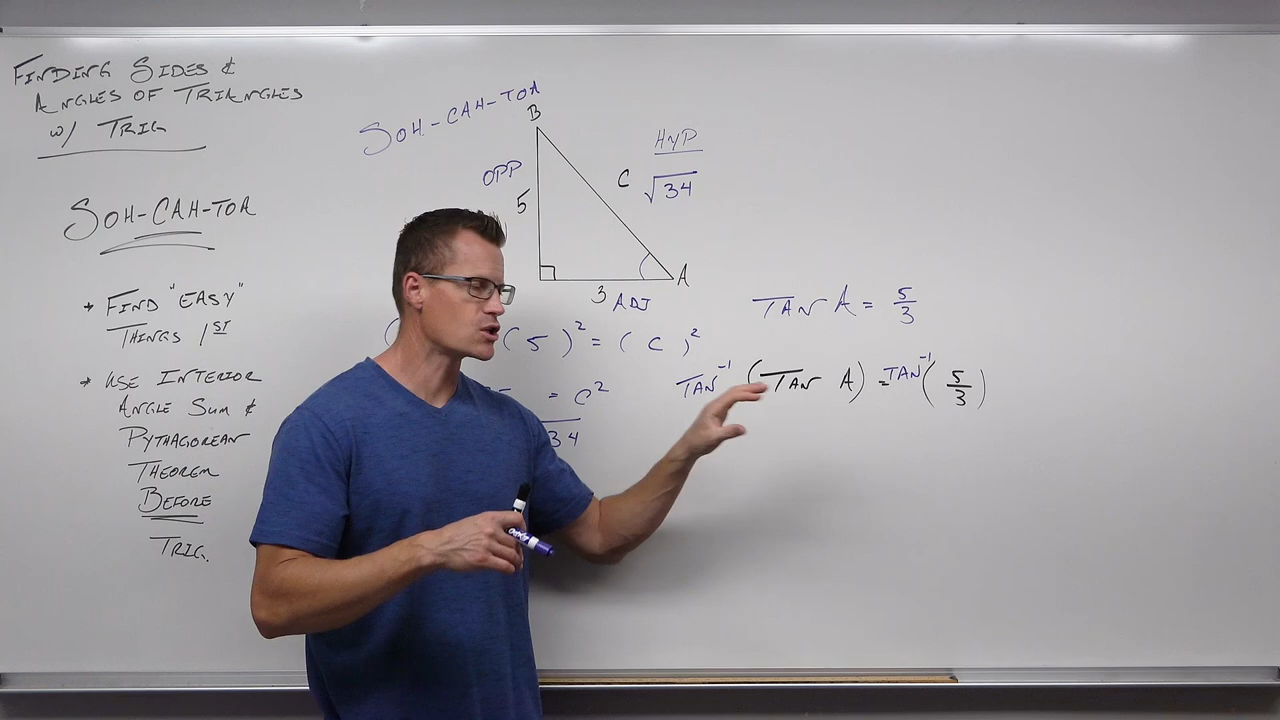 FINDING SIDES &
ANGLES OF TRIANGLES
w/ TRIG
SOH-CAH-TOA
* FIND "EASY"
THINGS 1ST
* USE INTERIOR
ANGLE SUM &
PYTHAGOREAN
THEOREM
BEFORE
TRIG.
SOH-CAH-TOA
B
OPP
5
C
HYP
√34
A
3 ADJ
( 5 )² = ( C )²
= C²
34
TAN A = 5/3
TAN⁻¹ (TAN A) = TAN⁻¹ (5/3)